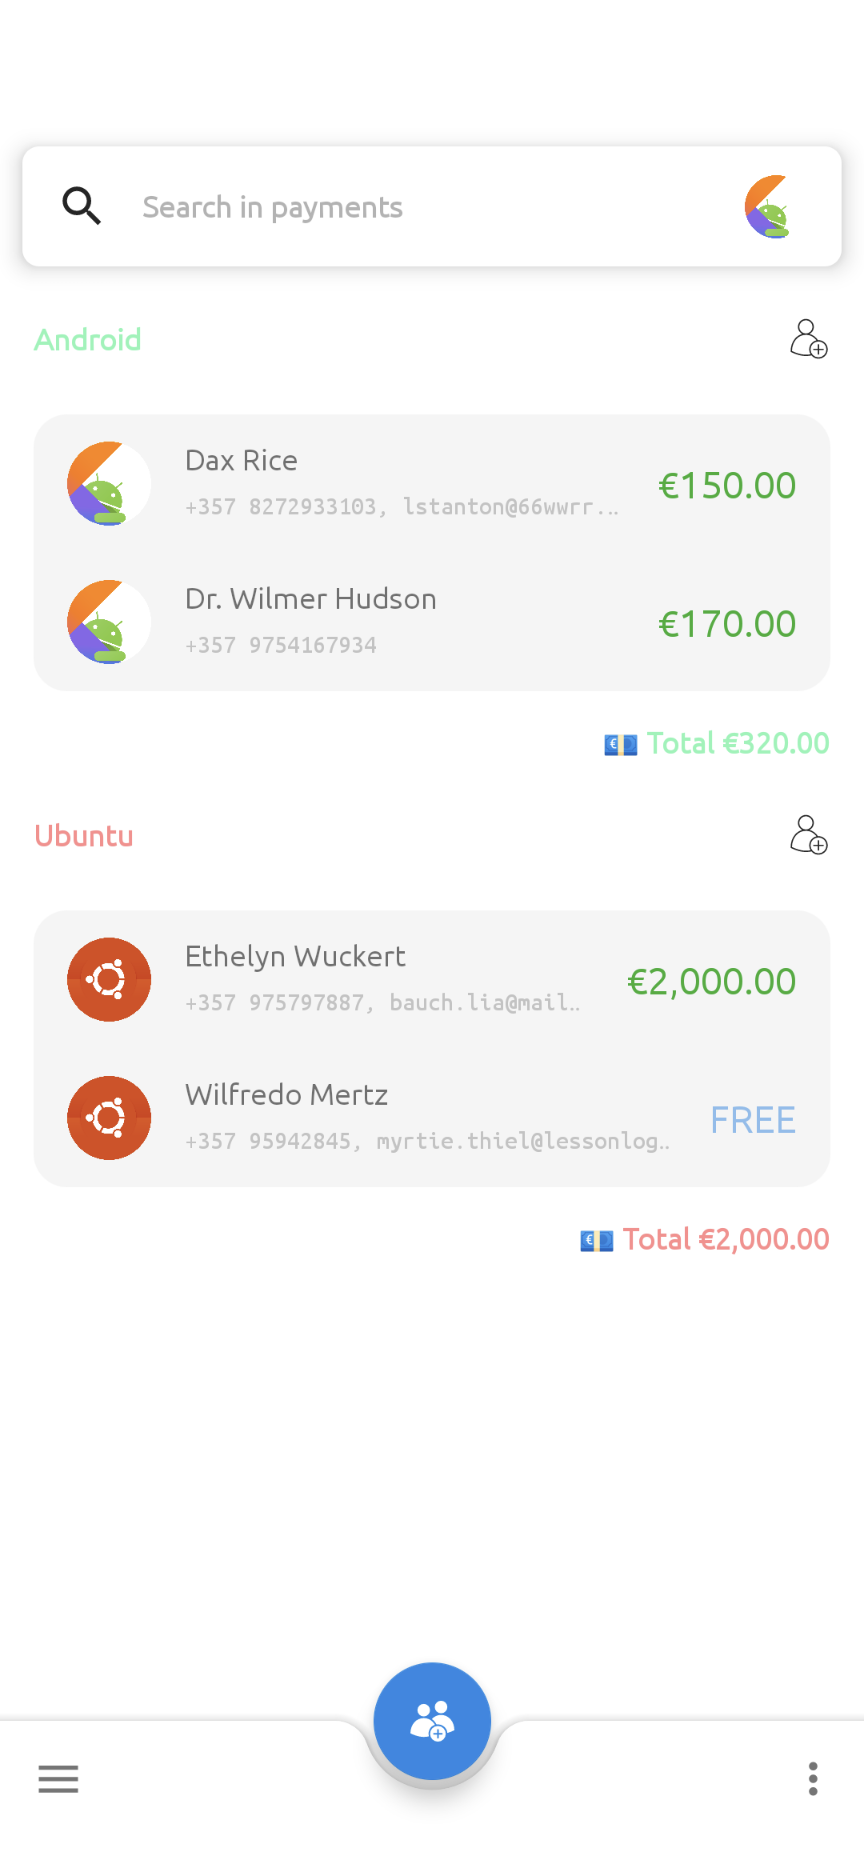 Search in payments
Android
Dax Rice
+357 8272933103, lstanton@66wwrr...
€150.00
Dr. Wilmer Hudson
+357 9754167934
€170.00
Total €320.00
Ubuntu
Ethelyn Wuckert
+357 975797887, bauch.lia@mail..
€2,000.00
Wilfredo Mertz
+357 95942845, myrtie.thiel@lessonlog..
FREE
Total €2,000.00